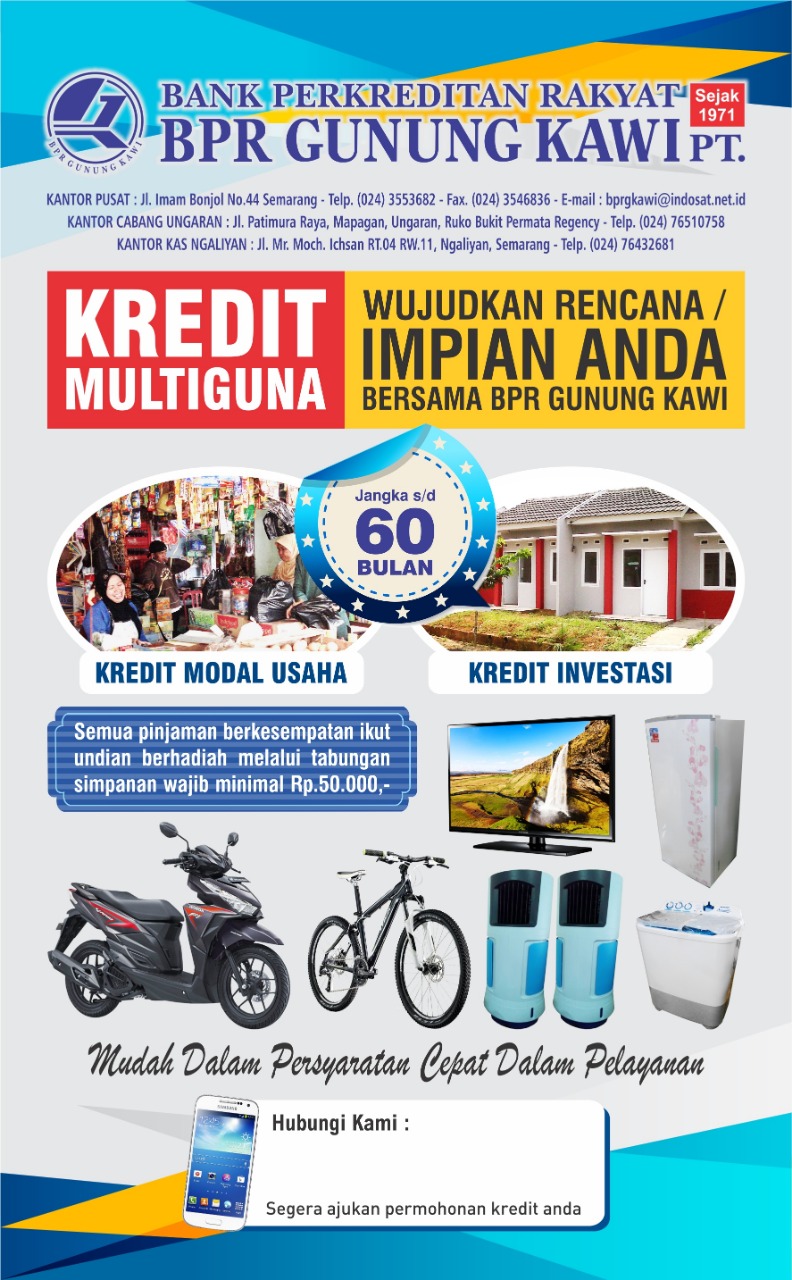 BANK PERKREDITAN RAKYAT
BPR GUNUNG KAWI PT.
Sejak
1971
BPR GUNUNG KAWI
KANTOR PUSAT : Jl. Imam Bonjol No.44 Semarang - Telp. (024) 3553682 - Fax. (024) 3546836 - E-mail : bprgkawi@indosat.net.id
KANTOR CABANG UNGARAN : Jl. Patimura Raya, Mapagan, Ungaran, Ruko Bukit Permata Regency - Telp. (024) 76510758
KANTOR KAS NGALIYAN : Jl. Mr. Moch. Ichsan RT.04 RW.11, Ngaliyan, Semarang - Telp. (024) 76432681
KREDIT
MULTIGUNA
WUJUDKAN RENCANA /
IMPIAN ANDA
BERSAMA BPR GUNUNG KAWI
Jangka s/d
60
BULAN
KREDIT MODAL USAHA
KREDIT INVESTASI
Semua pinjaman berkesempatan ikut
undian berhadiah melalui tabungan
simpanan wajib minimal Rp.50.000,-
Mudah Dalam Persyaratan Cepat Dalam Pelayanan
Hubungi Kami :
Segera ajukan permohonan kredit anda